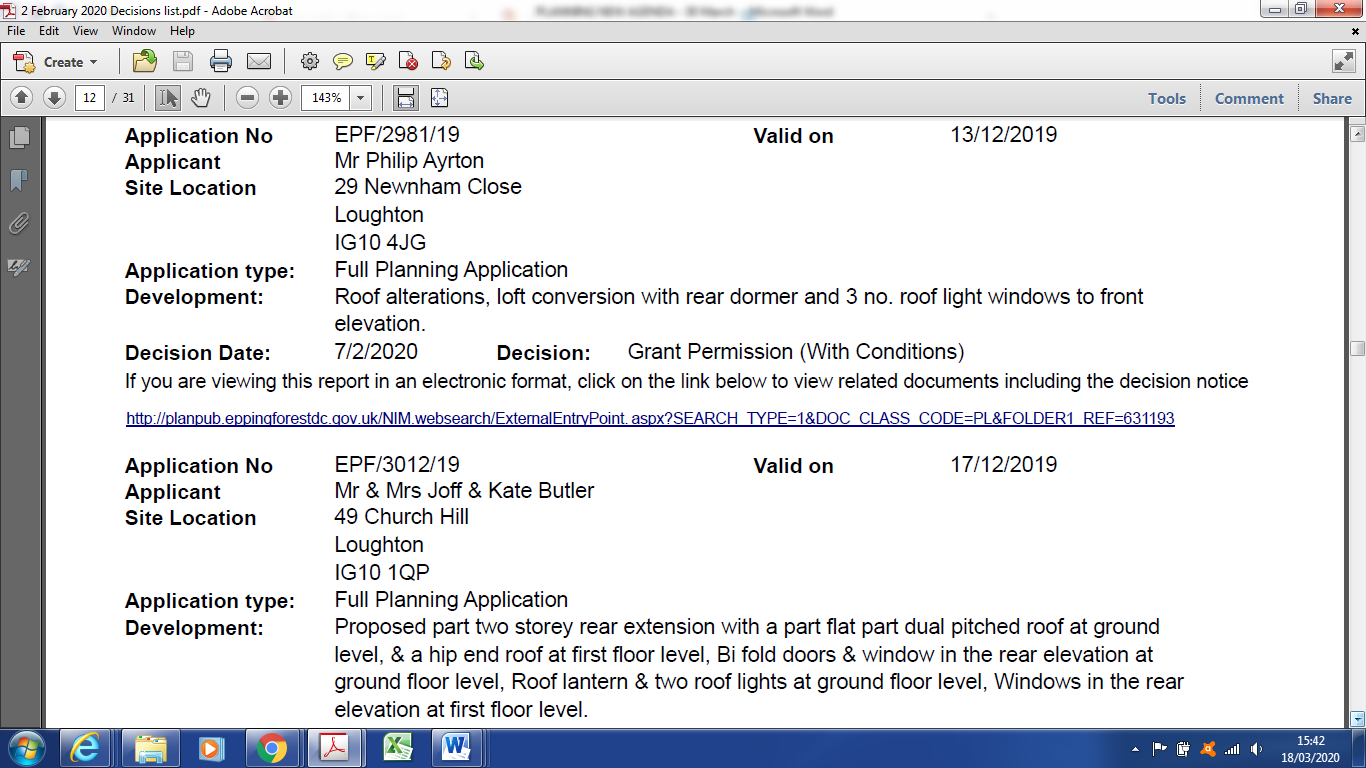 2 February 2020 Decisions list.pdf - Adobe Acrobat
PLANNING NEW AGENDA - 30 March - Microsoft Word
File Edit View Window Help
Create
12 / 31 143% Tools Comment Share
Application No EPF/2981/19 Valid on 13/12/2019
Applicant Mr Philip Ayrton
Site Location 29 Newnham Close
Loughton
IG10 4JG
Application type: Full Planning Application
Development: Roof alterations, loft conversion with rear dormer and 3 no. roof light windows to front
elevation.
Decision Date: 7/2/2020 Decision: Grant Permission (With Conditions)
If you are viewing this report in an electronic format, click on the link below to view related documents including the decision notice
http://planpub.eppingforestdc.gov.uk/NIM.websearch/ExternalEntryPoint.aspx?SEARCH_TYPE=1&DOC_CLASS_CODE=PL&FOLDER1_REF=631193
Application No EPF/3012/19 Valid on 17/12/2019
Applicant Mr & Mrs Joff & Kate Butler
Site Location 49 Church Hill
Loughton
IG10 1QP
Application type: Full Planning Application
Development: Proposed part two storey rear extension with a part flat part dual pitched roof at ground
level, & a hip end roof at first floor level, Bi fold doors & window in the rear elevation at
ground floor level, Roof lantern & two roof lights at ground floor level, Windows in the rear
elevation at first floor level.
15:42
18/03/2020